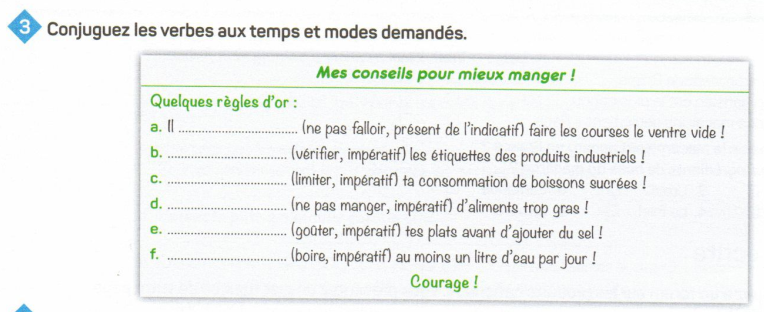 3 Conjuguez les verbes aux temps et modes demandés.
Mes conseils pour mieux manger !
Quelques règles d'or :
a. Il .................................. (ne pas falloir, présent de l'indicatif) faire les courses le ventre vide !
b. .................................. (vérifier, impératif) les étiquettes des produits industriels !
c. .................................. (limiter, impératif) ta consommation de boissons sucrées !
d. .................................. (ne pas manger, impératif) d'aliments trop gras !
e. .................................. (goûter, impératif) tes plats avant d'ajouter du sel !
f. .................................. (boire, impératif) au moins un litre d'eau par jour !
Courage !